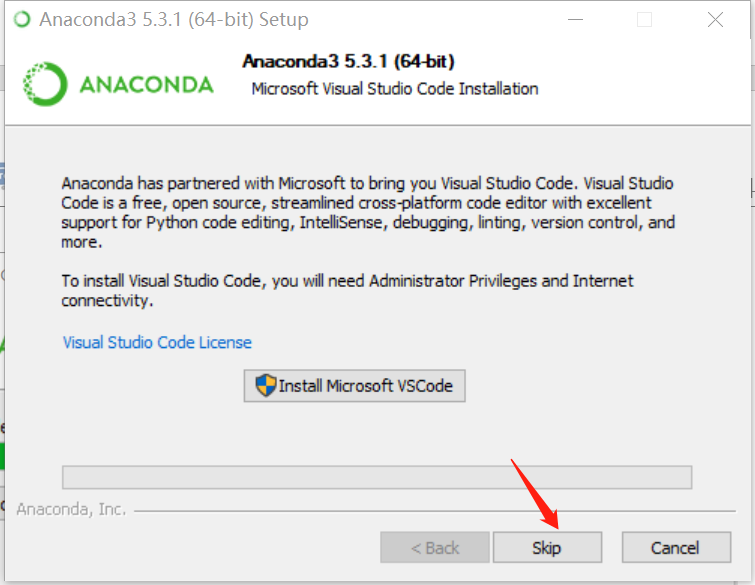 Anaconda3 5.3.1 (64-bit) Setup
Anaconda3 5.3.1 (64-bit)
ANACONDA
Microsoft Visual Studio Code Installation
Anaconda has partnered with Microsoft to bring you Visual Studio Code. Visual Studio
Code is a free, open source, streamlined cross-platform code editor with excellent
support for Python code editing, IntelliSense, debugging, linting, version control, and
more.
To install Visual Studio Code, you will need Administrator Privileges and Internet
connectivity.
Visual Studio Code License
Install Microsoft VSCode
Anaconda, Inc.
< Back
Skip
Cancel